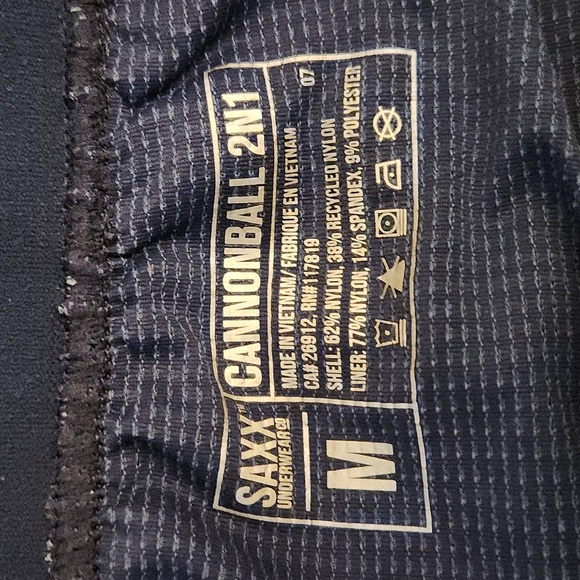 SAXX™
UNDERWEAR CO
M
CANNONBALL 2N1
MADE IN VIETNAM/ FABRIQUE EN VIETNAM 07
CA# 26912, RN#117819
SHELL: 62% NYLON, 38% RECYCLED NYLON
LINER: 77% NYLON, 14% SPANDEX, 9% POLYESTER